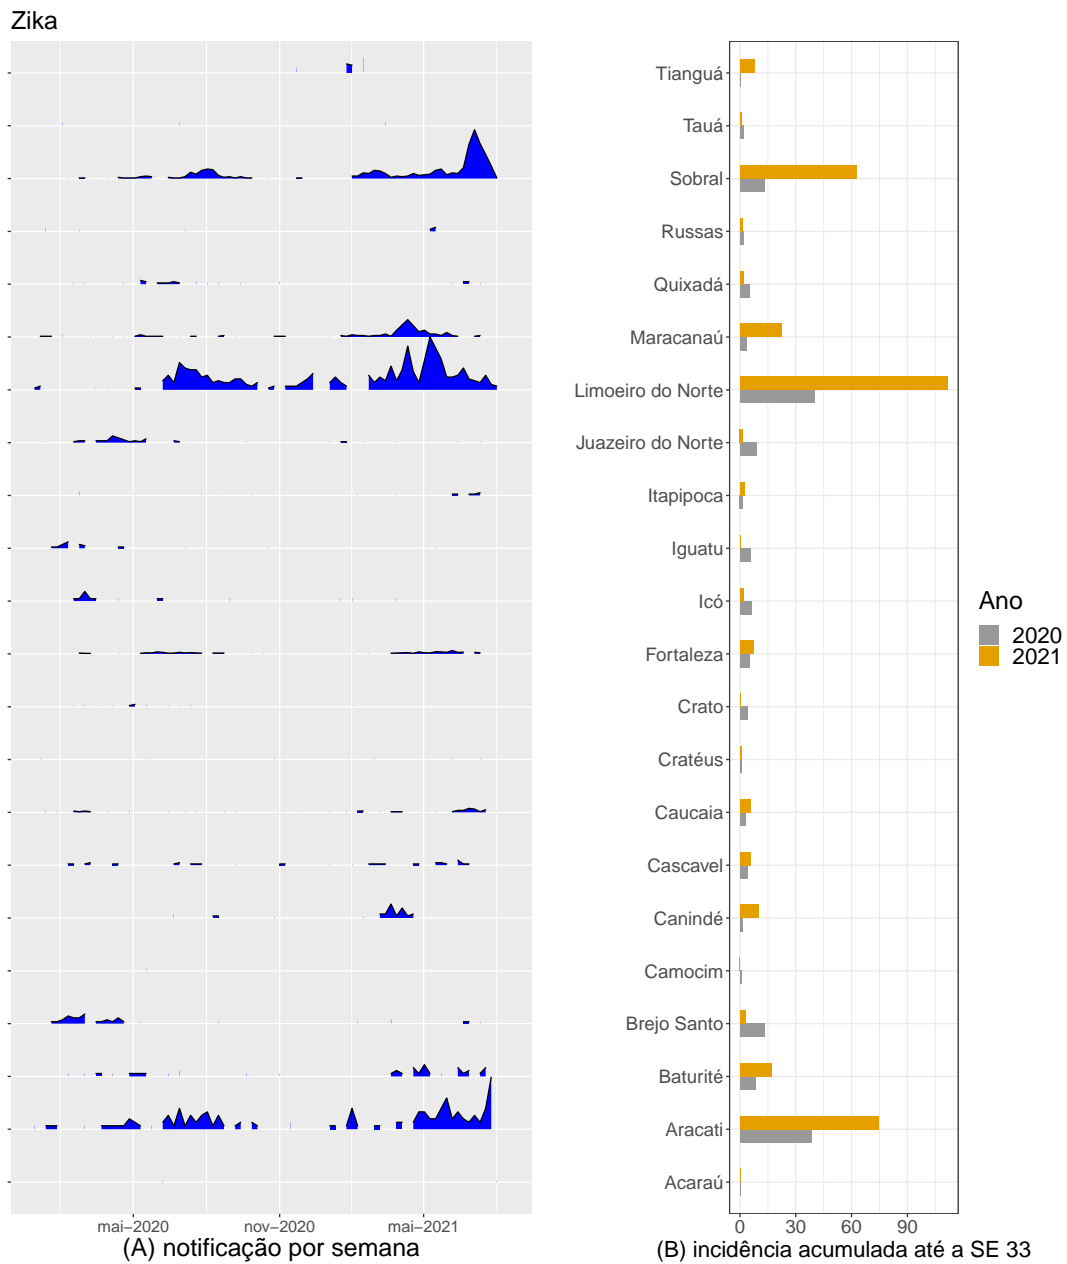 Zika
Tianguá
Tauá
Sobral
Russas
Quixadá
Maracanaú
Limoeiro do Norte
Juazeiro do Norte
Itapipoca
Iguatu
Icó
Fortaleza
Crato
Cratéus
Caucaia
Cascavel
Canindé
Camocim
Brejo Santo
Baturité
Aracati
Acaraú
Ano
2020
2021
mai−2020 nov−2020 mai−2021
(A) notificação por semana
0 30 60 90
(B) incidência acumulada até a SE 33